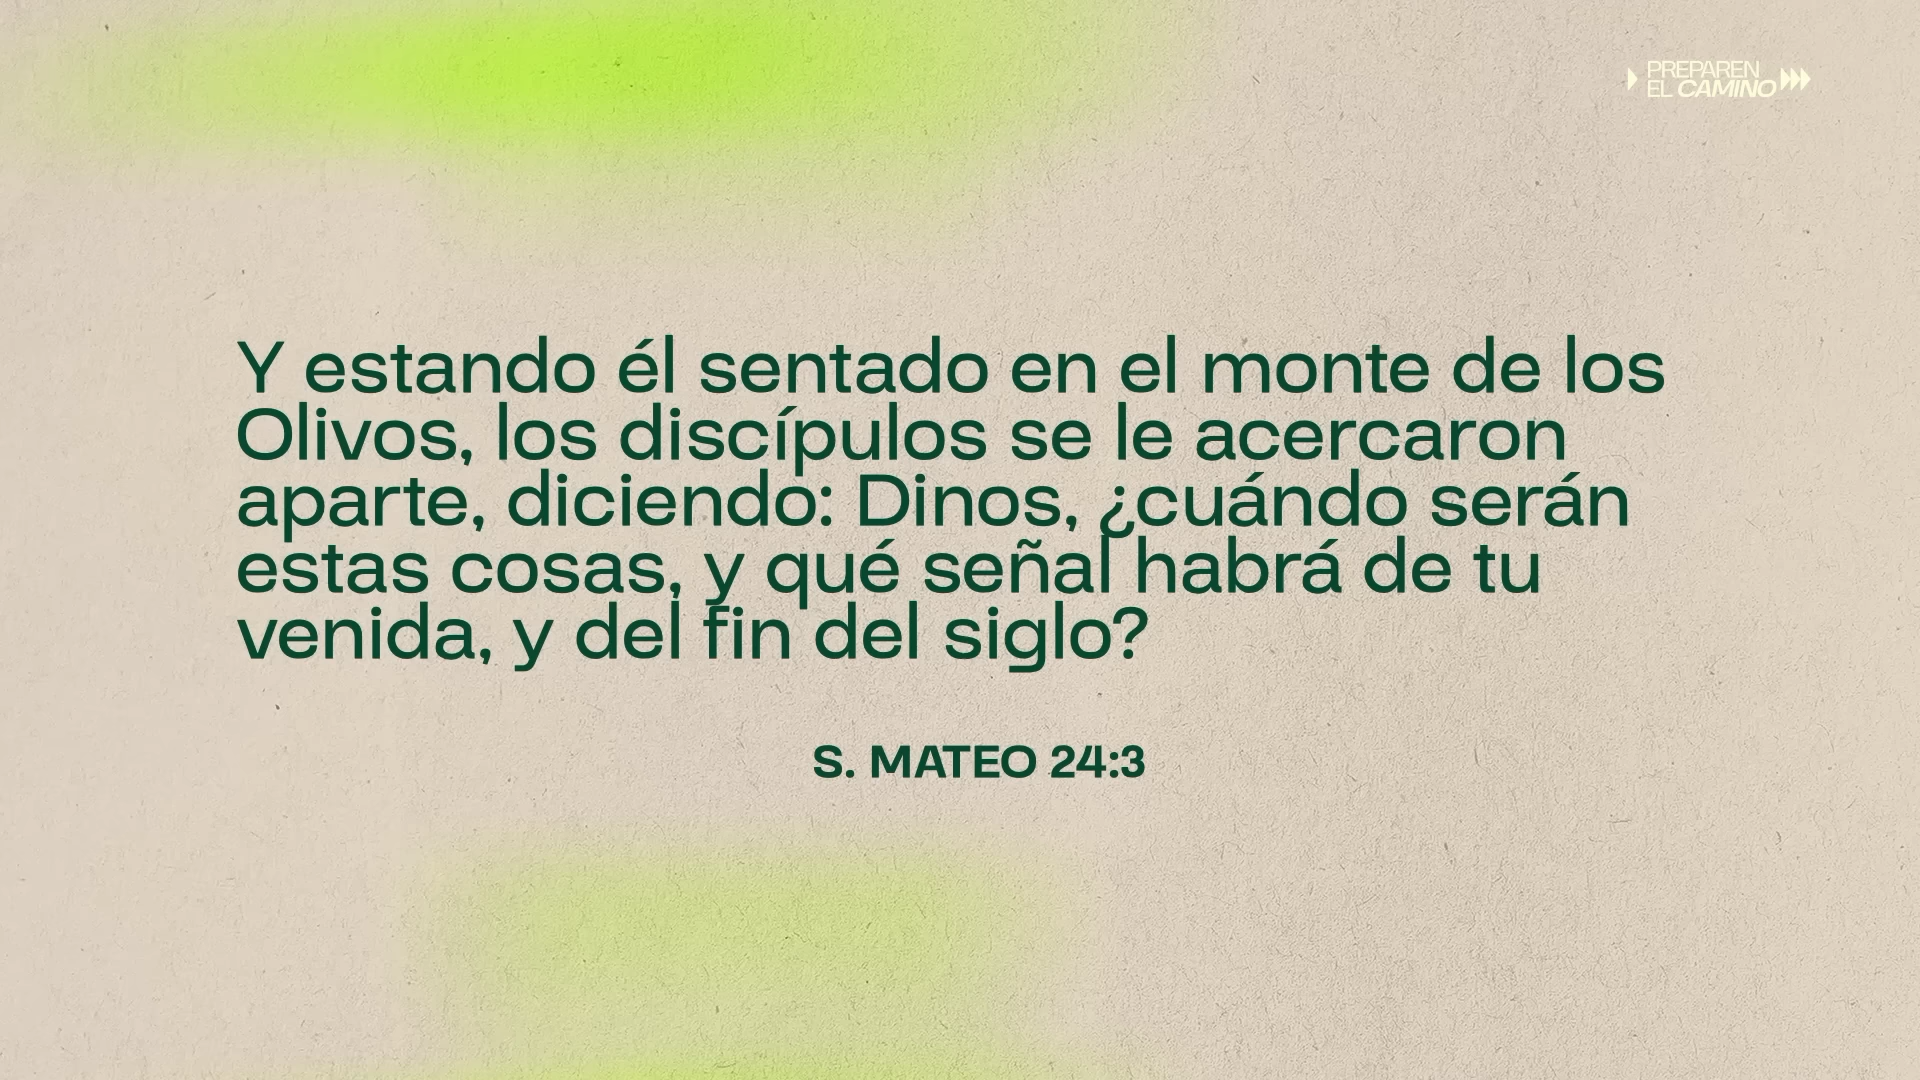 PREPAREN
EL CAMINO
Y estando él sentado en el monte de los
Olivos, los discípulos se le acercaron
aparte, diciendo: Dinos, ¿cuándo serán
estas cosas, y qué señal habrá de tu
venida, y del fin del siglo?
S. MATEO 24:3